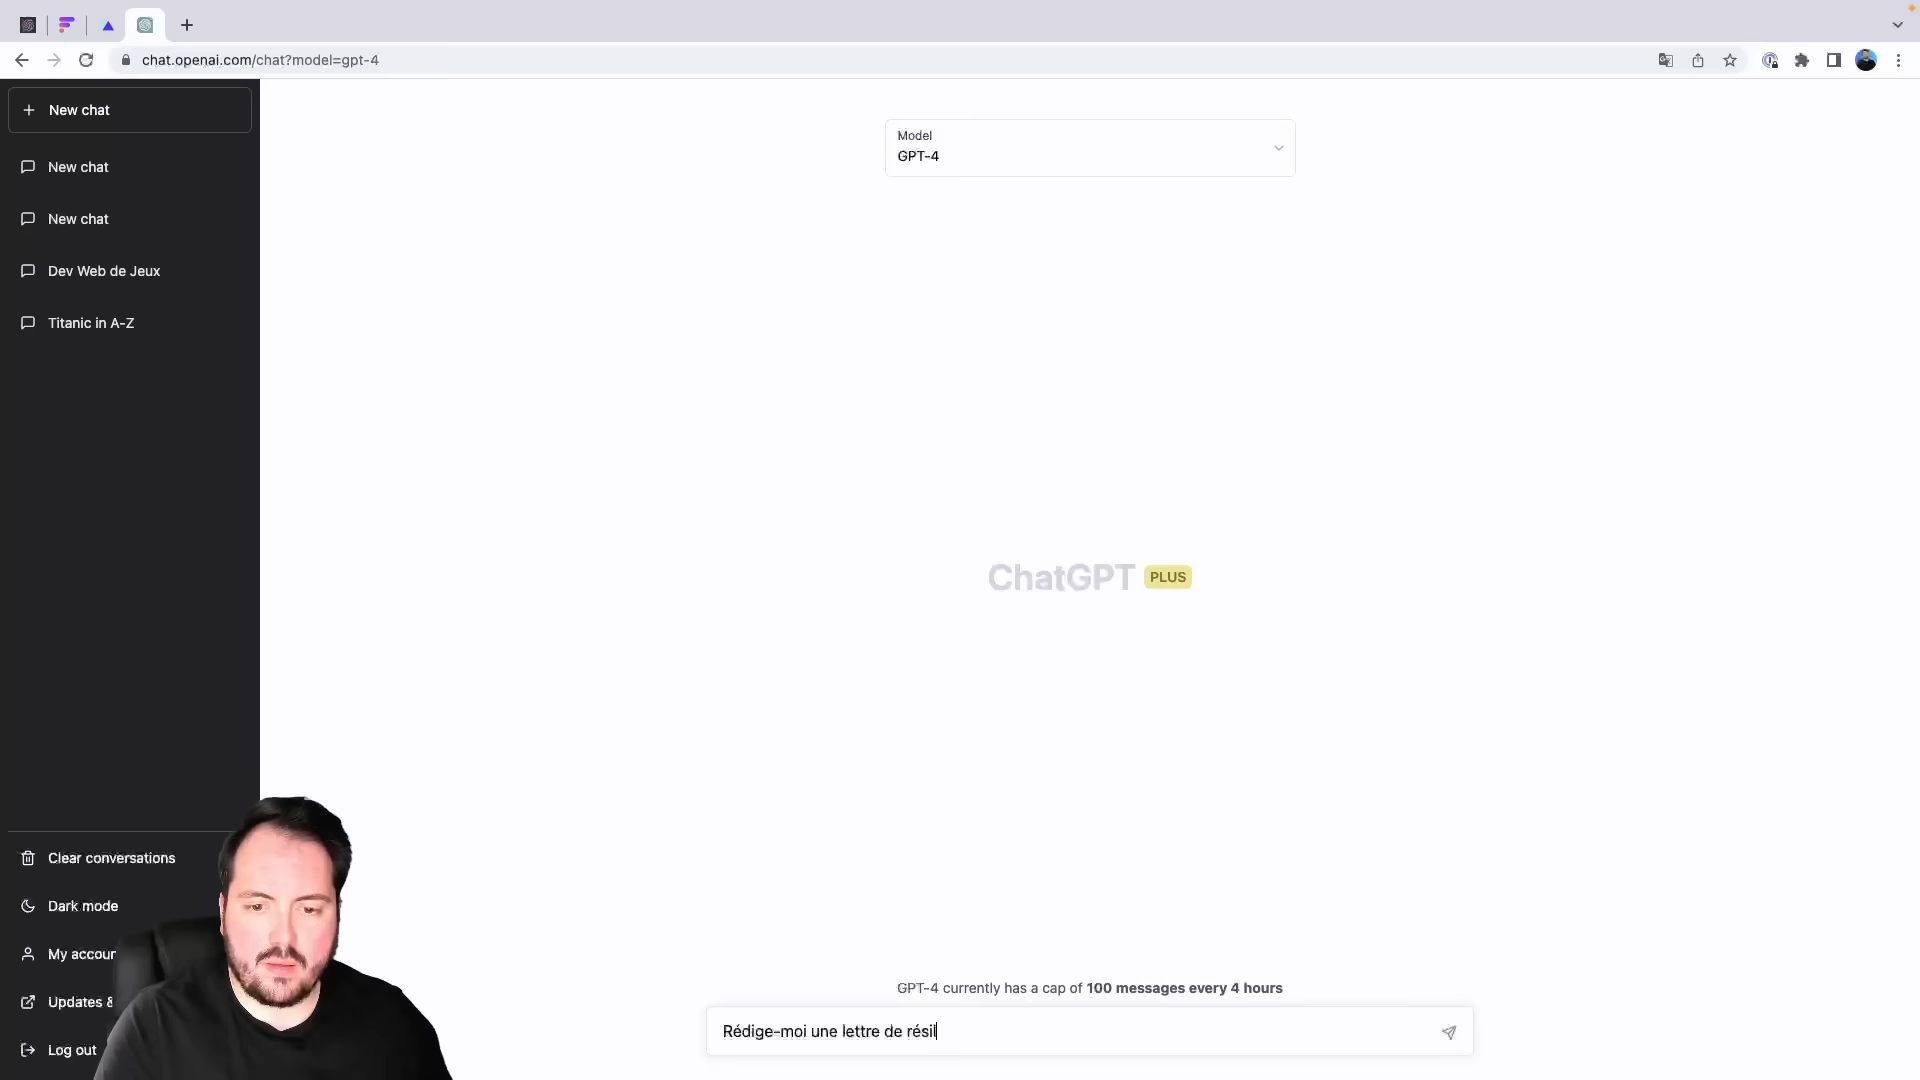 chat.openai.com/chat?model=gpt-4
New chat
New chat
New chat
Dev Web de Jeux
Titanic in A-Z
Model
GPT-4
ChatGPT PLUS
Clear conversations
Dark mode
My accoun
Updates &
Log out
GPT-4 currently has a cap of 100 messages every 4 hours
Rédige-moi une lettre de résil